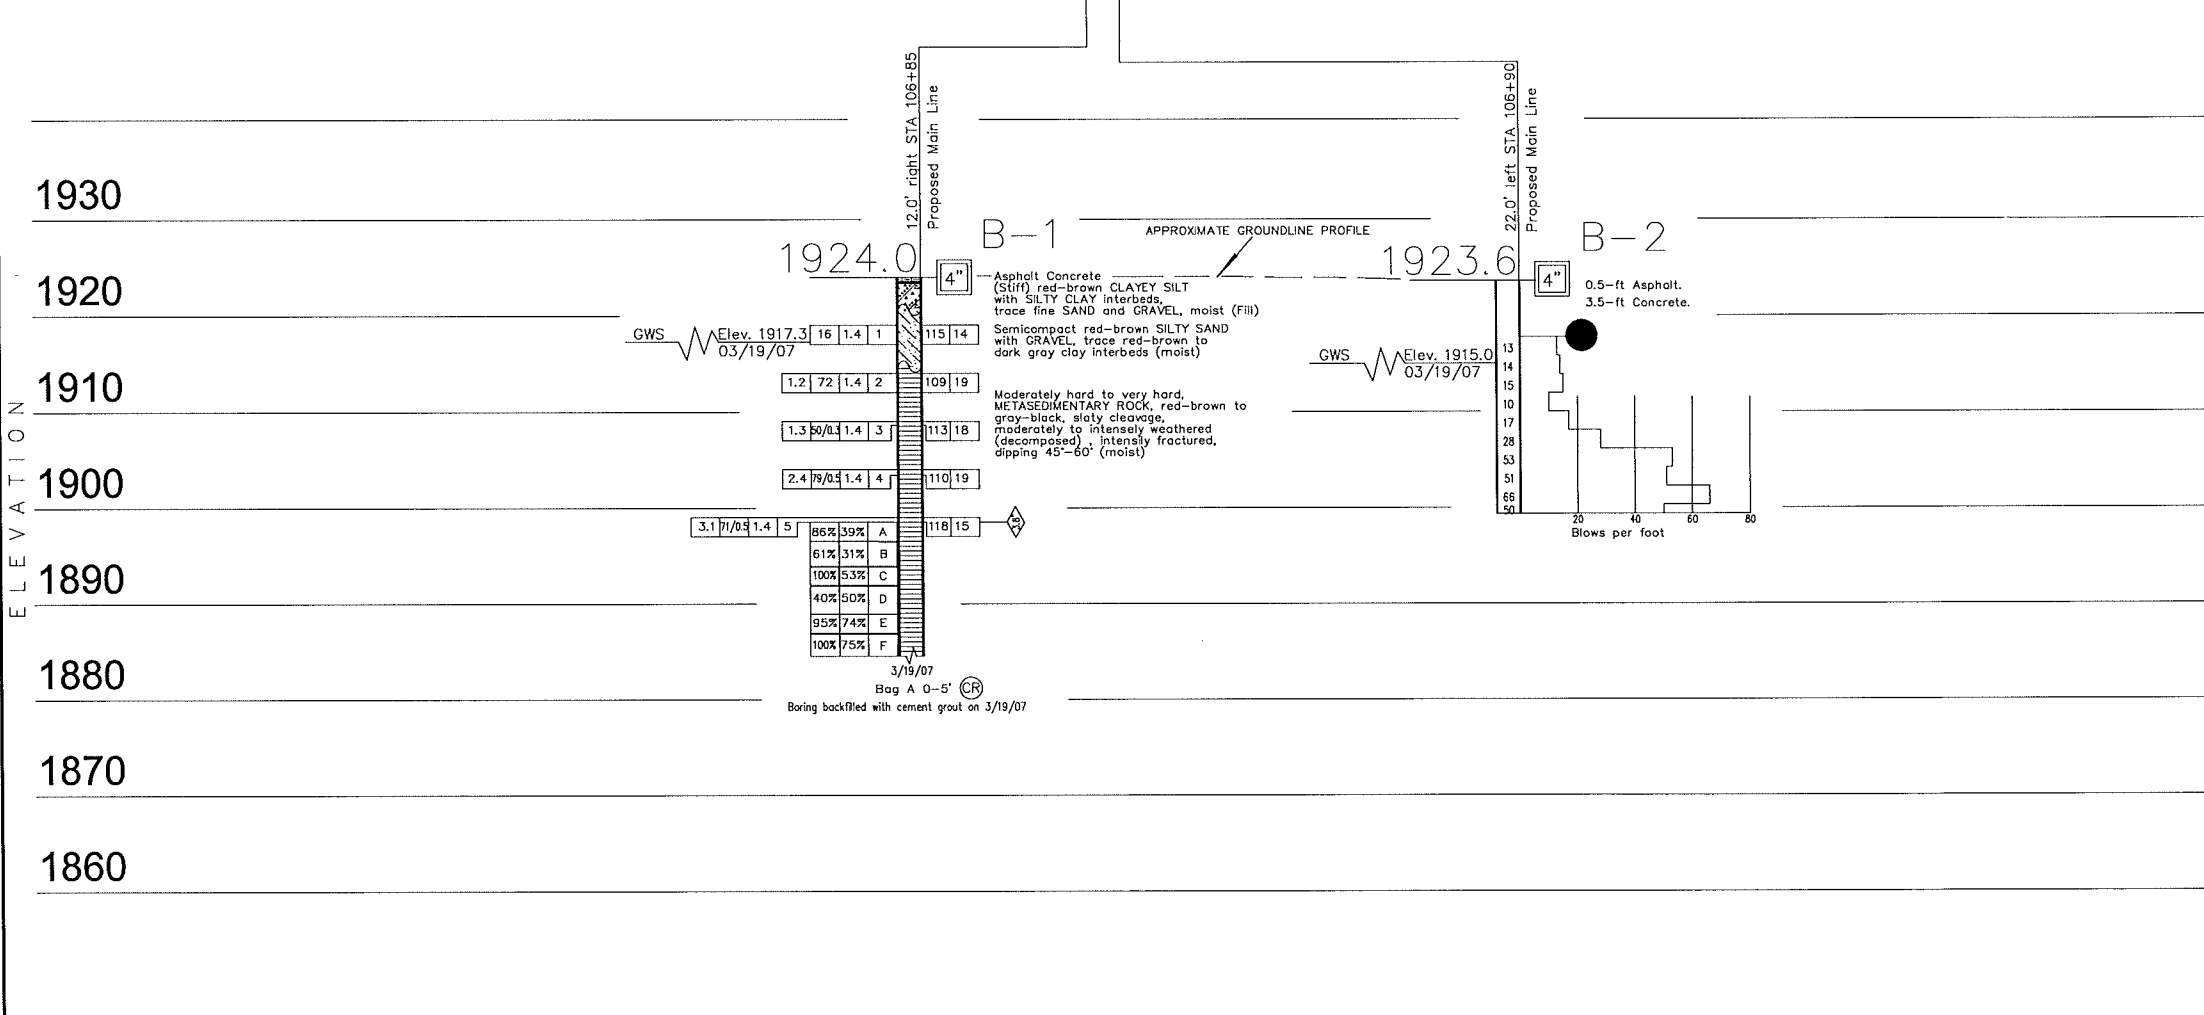 12.0' right STA 106+85
Proposed Main Line
22.0' left STA 106+90
Proposed Main Line
ELEVATION
1930
1920
1910
1900
1890
1880
1870
1860
1924.0
B-1
4"
APPROXIMATE GROUNDLINE PROFILE
1923.6
B-2
4"
Asphalt Concrete
(Stiff) red-brown CLAYEY SILT
with SILTY CLAY interbeds,
trace fine SAND and GRAVEL, moist (Fill)
Semicompact red-brown SILTY SAND
with GRAVEL, trace red-brown to
dark gray clay interbeds (moist)
Moderately hard to very hard,
METASEDIMENTARY ROCK, red-brown to
gray-black, slaty cleavage,
moderately to intensely weathered
(decomposed) , intensily fractured,
dipping 45°-60° (moist)
GWS Elev. 1917.3
03/19/07
16 1.4 1 115 14
1.2 72 1.4 2 109 19
1.3 50/0.3 1.4 3 113 18
2.4 79/0.5 1.4 4 110 19
3.1 71/0.5 1.4 5 118 15
86% 39% A
61% 31% B
100% 53% C
40% 50% D
95% 74% E
100% 75% F
3/19/07
Bag A 0-5' CR
Boring backfilled with cement grout on 3/19/07
0.5-ft Asphalt.
3.5-ft Concrete.
GWS Elev. 1915.0
03/19/07
13
14
15
10
17
28
53
51
66
50
20 40 60 80
Blows per foot